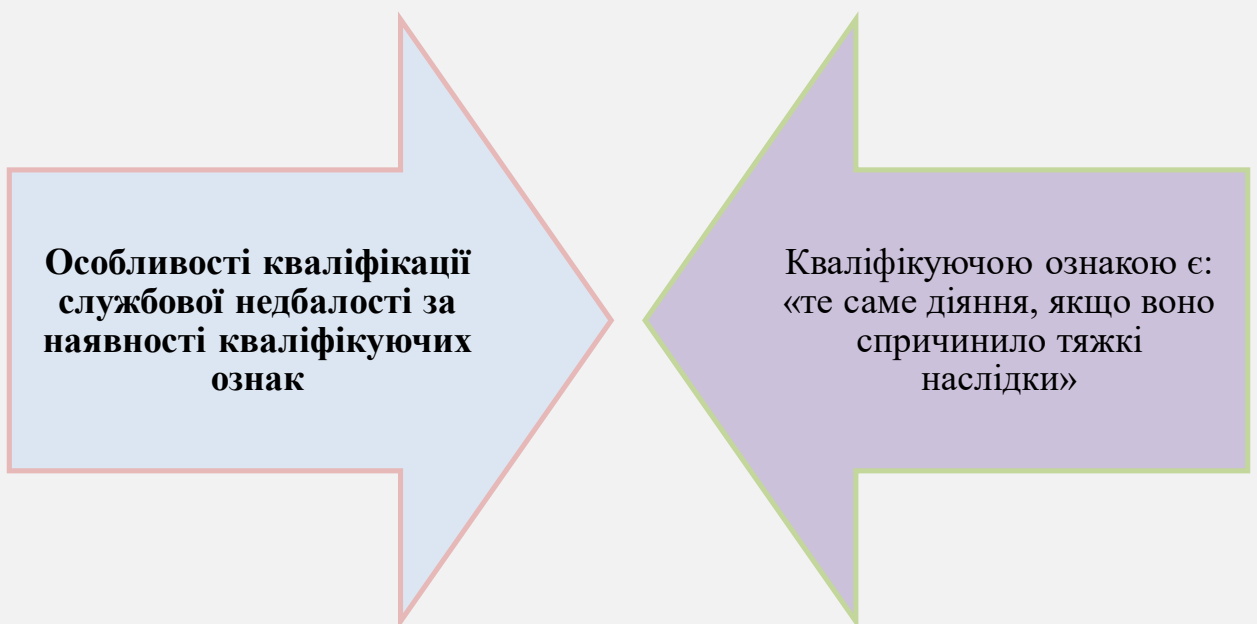 Особливості кваліфікації
службової недбалості за
наявності кваліфікуючих
ознак
Кваліфікуючою ознакою є:
«те саме діяння, якщо воно
спричинило тяжкі
наслідки»